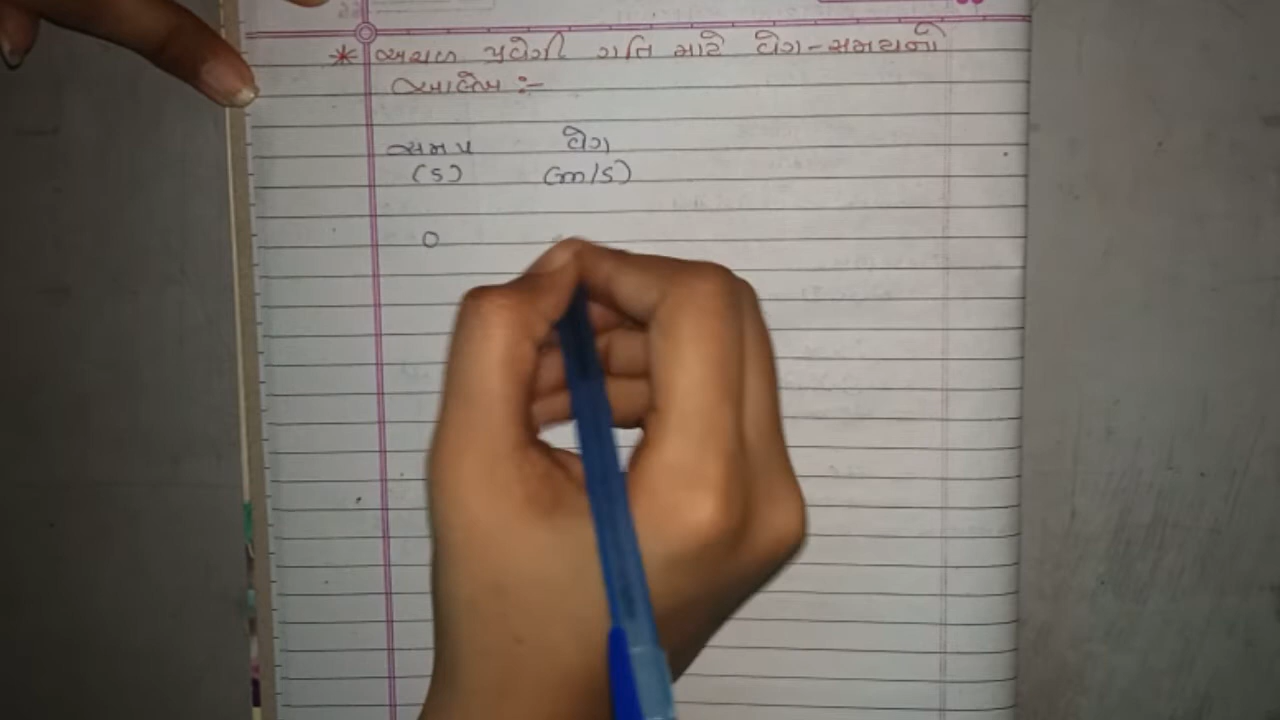 * અચળ પ્રવેગી ગતિ માટે વેગ-સમયનો
આલેખ :-
સમય વેગ
(s) (m/s)
0